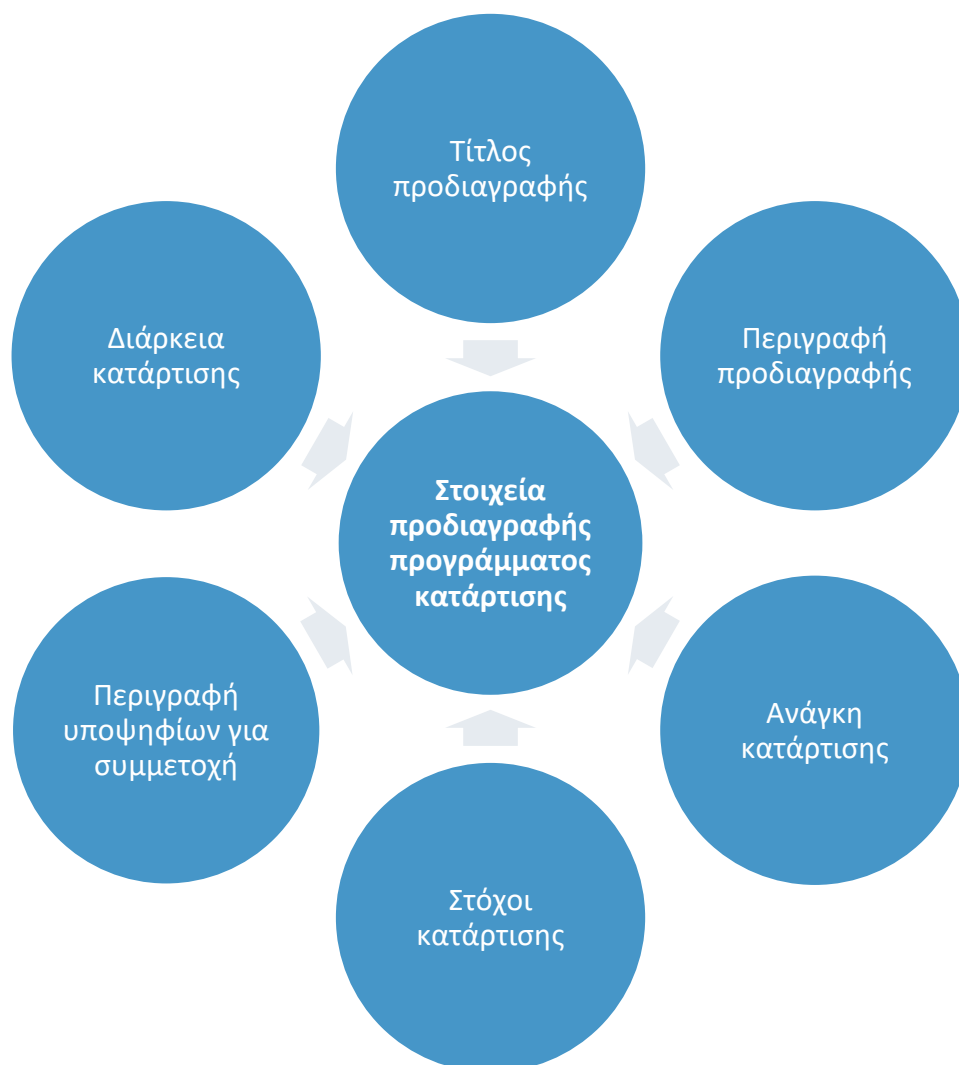 Τίτλος
προδιαγραφής
Περιγραφή
προδιαγραφής
Ανάγκη
κατάρτισης
Στόχοι
κατάρτισης
Περιγραφή
υποψηφίων για
συμμετοχή
Διάρκεια
κατάρτισης
Στοιχεία
προδιαγραφής
προγράμματος
κατάρτισης